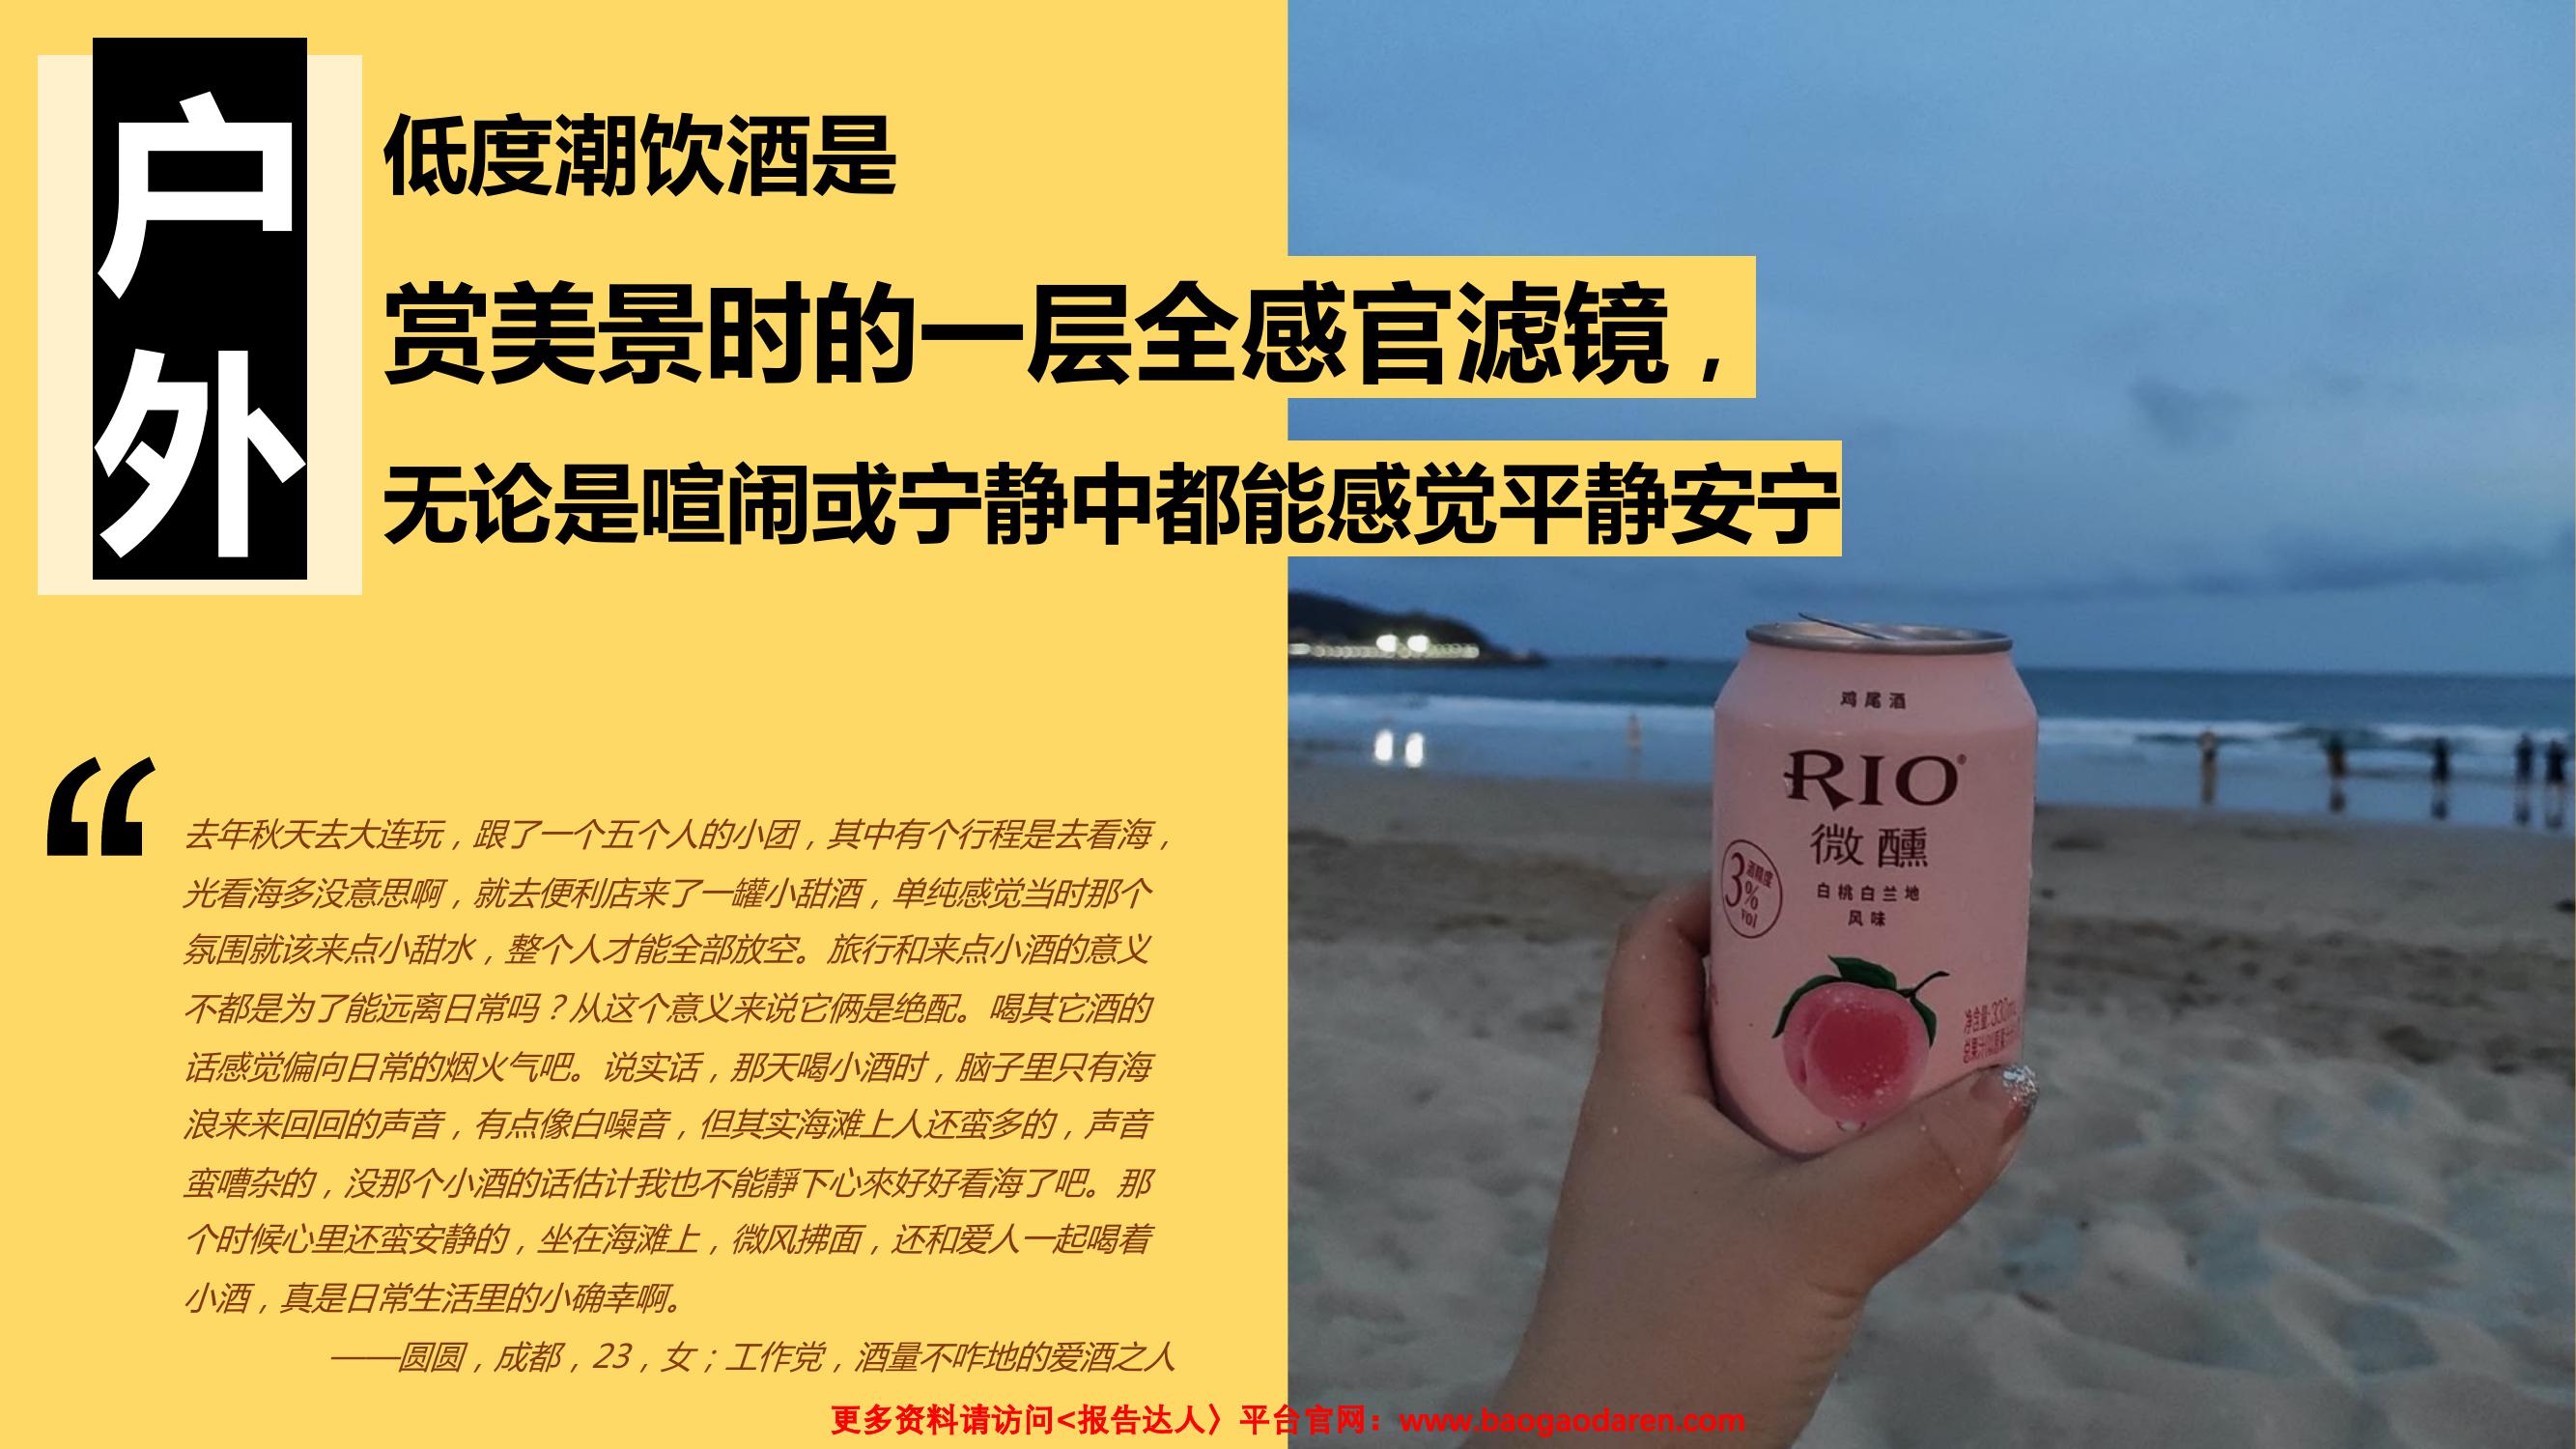 户
外
低度潮饮酒是
赏美景时的一层全感官滤镜，
无论是喧闹或宁静中都能感觉平静安宁
“
去年秋天去大连玩，跟了一个五个人的小团，其中有个行程是去看海，
光看海多没意思啊，就去便利店来了一罐小甜酒，单纯感觉当时那个
氛围就该来点小甜水，整个人才能全部放空。旅行和来点小酒的意义
不都是为了能远离日常吗？从这个意义来说它俩是绝配。喝其它酒的
话感觉偏向日常的烟火气吧。说实话，那天喝小酒时，脑子里只有海
浪来来回回的声音，有点像白噪音，但其实海滩上人还蛮多的，声音
蛮嘈杂的，没那个小酒的话估计我也不能靜下心來好好看海了吧。那
个时候心里还蛮安静的，坐在海滩上，微风拂面，还和爱人一起喝着
小酒，真是日常生活里的小确幸啊。
——圆圆，成都，23，女；工作党，酒量不咋地的爱酒之人
鸡尾酒
RIO®
微醺
酒精度
3%
vol
白桃白兰地
风味
净含量:330m
更多资料请访问<报告达人〉平台官网：www.baogaodaren.com